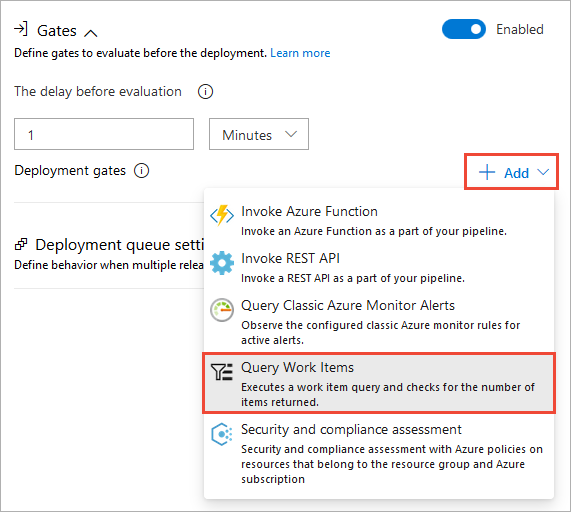 Gates
Enabled
Define gates to evaluate before the deployment. Learn more
The delay before evaluation
1
Minutes
Deployment gates
Add
Invoke Azure Function
Invoke an Azure Function as a part of your pipeline.
Deployment queue setti
Define behavior when multiple relea
Invoke REST API
Invoke a REST API as a part of your pipeline.
Query Classic Azure Monitor Alerts
Observe the configured classic Azure monitor rules for
active alerts.
Query Work Items
Executes a work item query and checks for the number of
items returned.
Security and compliance assessment
Security and compliance assessment with Azure policies on
resources that belong to the resource group and Azure
subscription